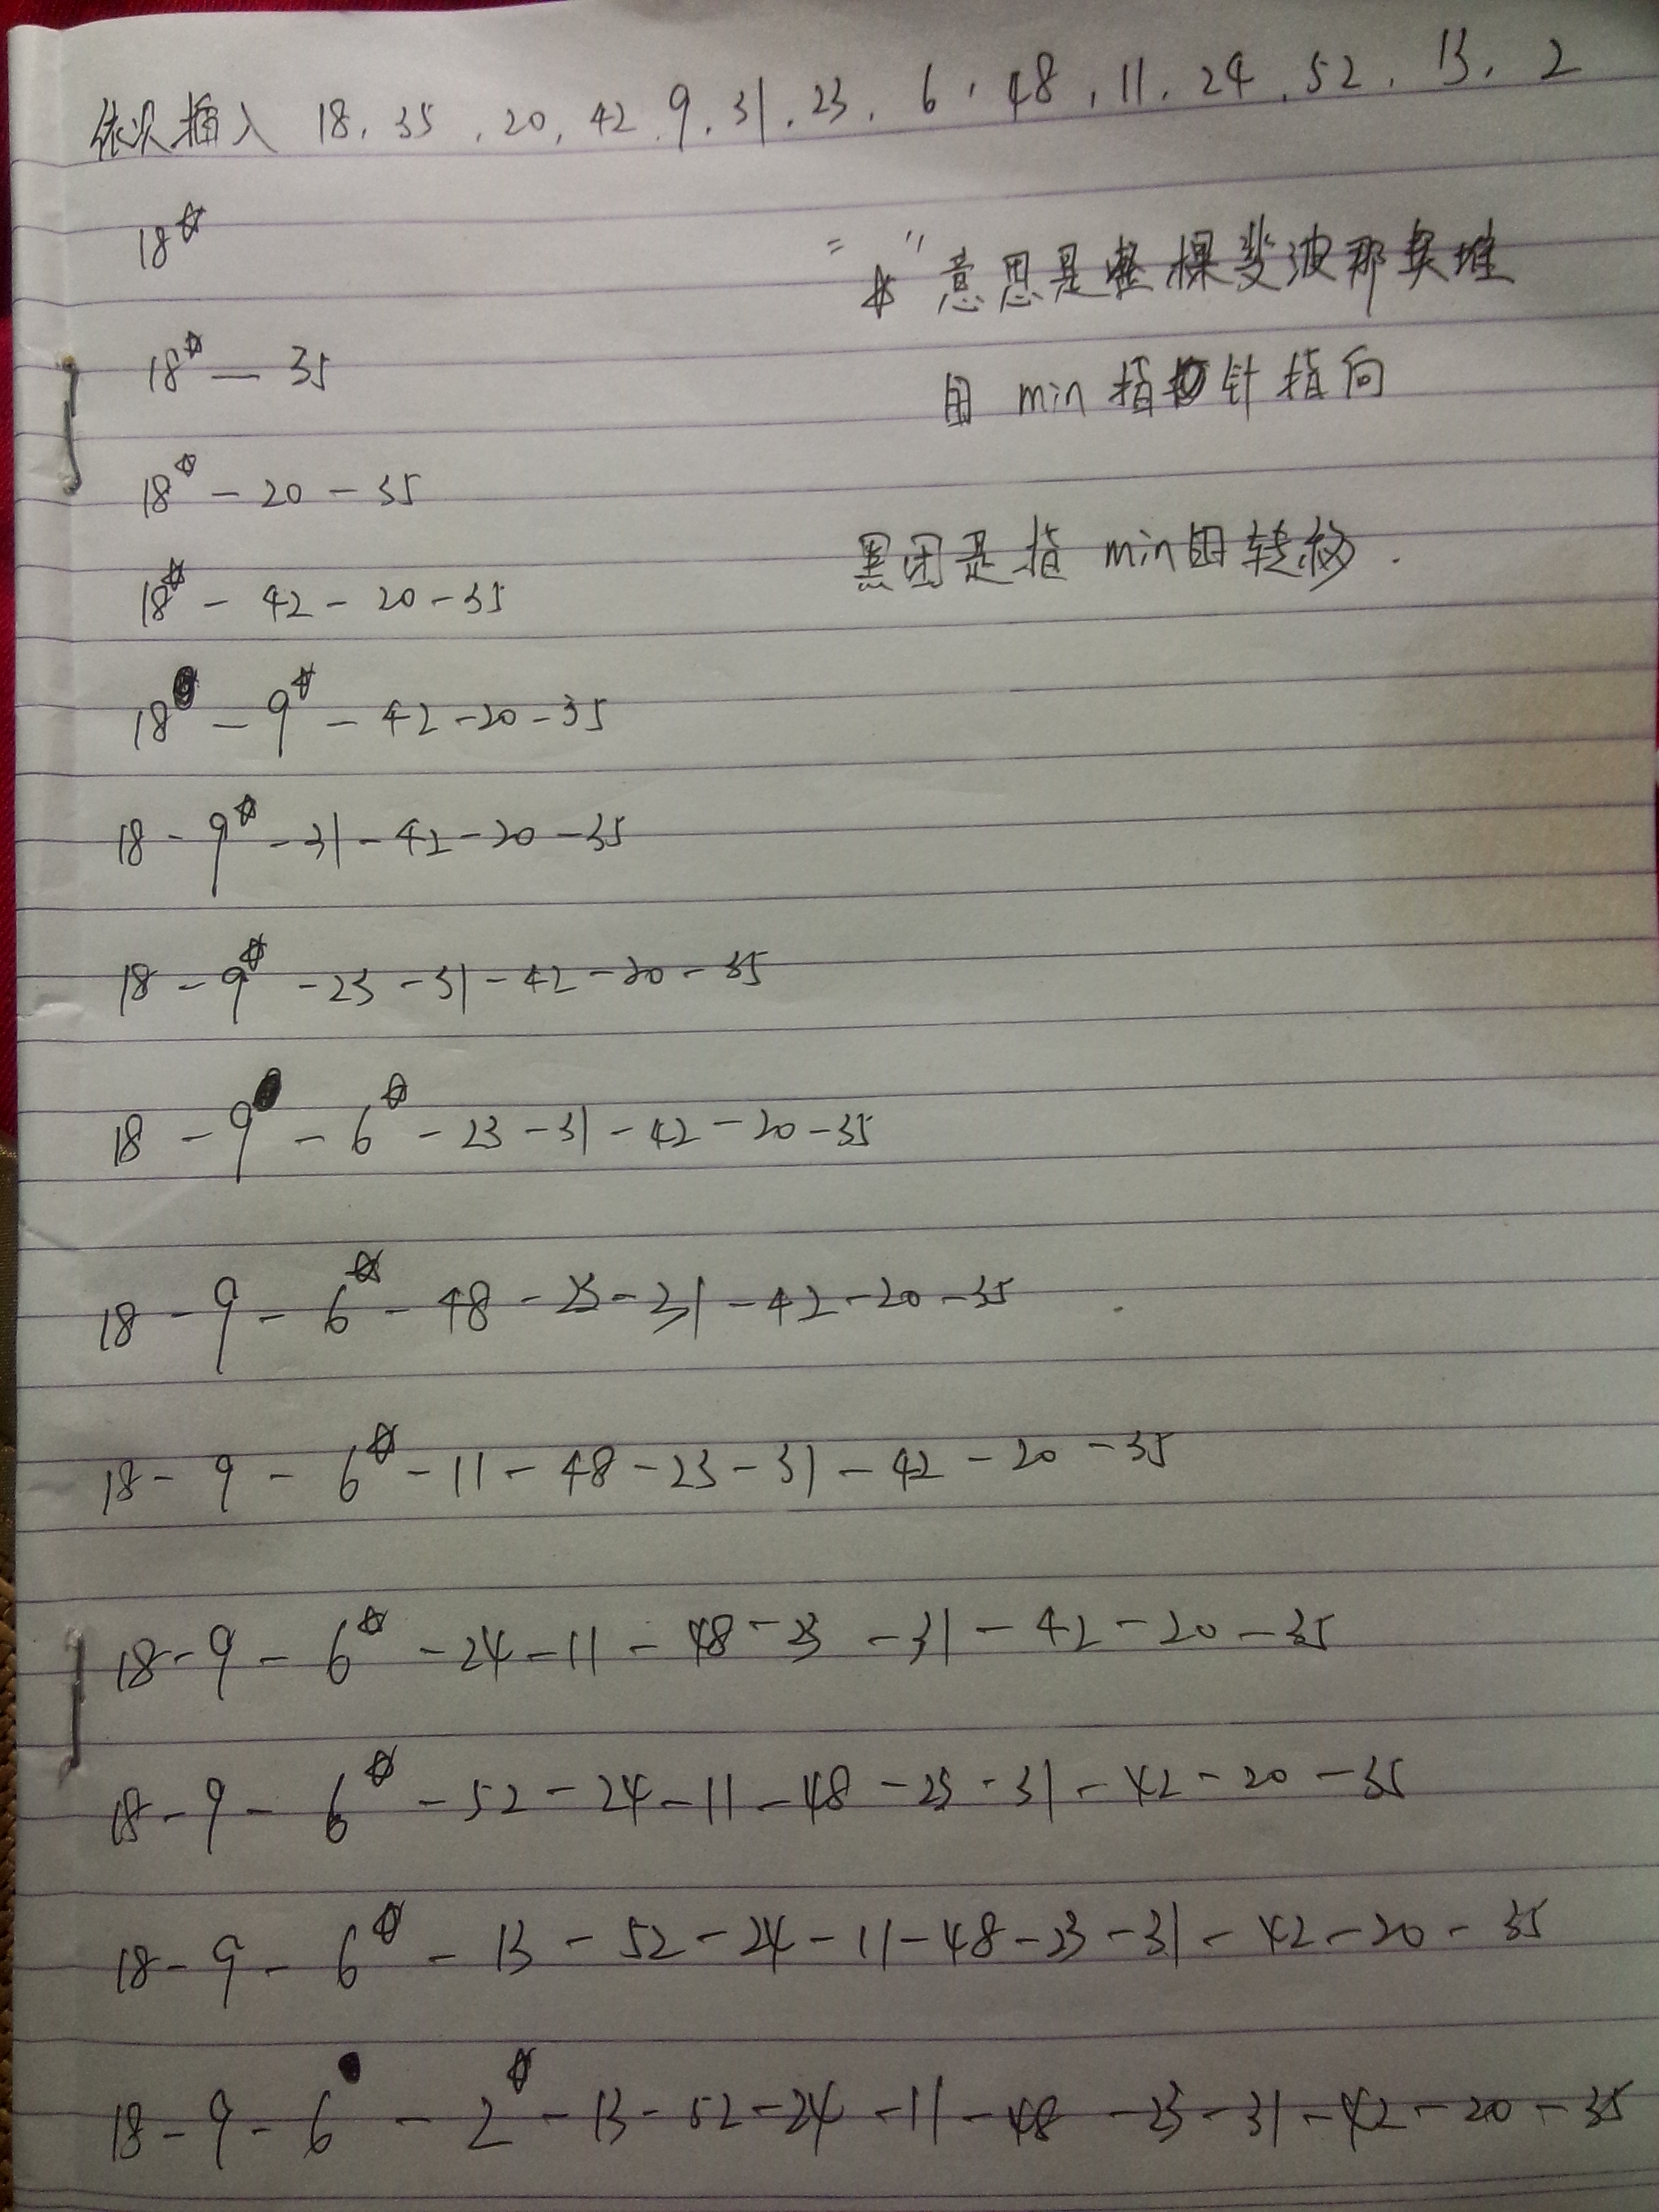 依次插入 18, 35, 20, 42, 9, 31, 23, 6, 48, 11, 24, 52, 13, 2
18☆
"☆"意思是整棵斐波那契堆
18☆ — 35
由 min 指针指向
18☆ - 20 - 35
黑团是指 min由转移.
18☆ - 42 - 20 - 35
18● - 9☆ - 42 - 20 - 35
18 - 9☆ - 31 - 42 - 20 - 35
18 - 9☆ - 23 - 31 - 42 - 20 - 35
18 - 9● - 6☆ - 23 - 31 - 42 - 20 - 35
18 - 9 - 6☆ - 48 - 23 - 31 - 42 - 20 - 35
18 - 9 - 6☆ - 11 - 48 - 23 - 31 - 42 - 20 - 35
18 - 9 - 6☆ - 24 - 11 - 48 - 23 - 31 - 42 - 20 - 35
18 - 9 - 6☆ - 52 - 24 - 11 - 48 - 23 - 31 - 42 - 20 - 35
18 - 9 - 6☆ - 13 - 52 - 24 - 11 - 48 - 23 - 31 - 42 - 20 - 35
18 - 9 - 6● - 2☆ - 13 - 52 - 24 - 11 - 48 - 23 - 31 - 42 - 20 - 35